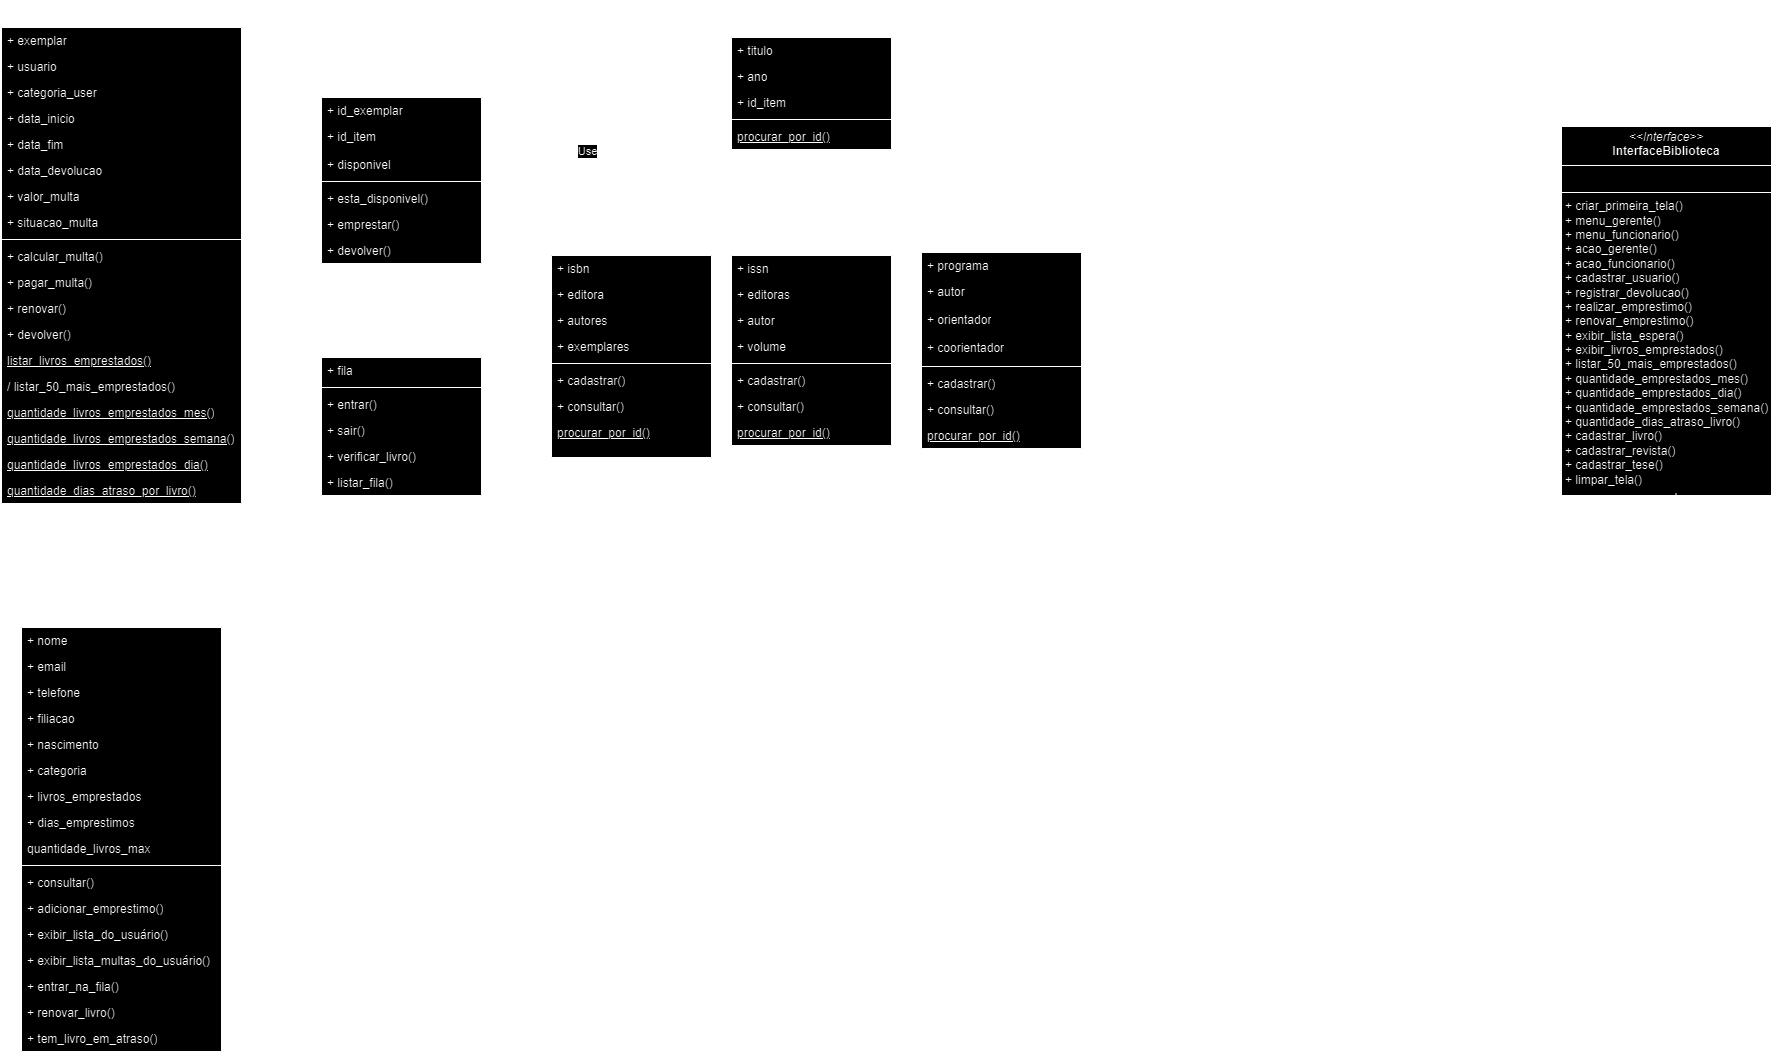 + exemplar
+ usuario
+ categoria_user
+ data_inicio
+ data_fim
+ data_devolucao
+ valor_multa
+ situacao_multa
+ calcular_multa()
+ pagar_multa()
+ renovar()
+ devolver()
listar_livros_emprestados()
/ listar_50_mais_emprestados()
quantidade_livros_emprestados_mes()
quantidade_livros_emprestados_semana()
quantidade_livros_emprestados_dia()
quantidade_dias_atraso_por_livro()
+ id_exemplar
+ id_item
+ disponivel
+ esta_disponivel()
+ emprestar()
+ devolver()
+ fila
+ entrar()
+ sair()
+ verificar_livro()
+ listar_fila()
Use
+ titulo
+ ano
+ id_item
procurar_por_id()
+ isbn
+ editora
+ autores
+ exemplares
+ cadastrar()
+ consultar()
procurar_por_id()
+ issn
+ editoras
+ autor
+ volume
+ cadastrar()
+ consultar()
procurar_por_id()
+ programa
+ autor
+ orientador
+ coorientador
+ cadastrar()
+ consultar()
procurar_por_id()
<<Interface>>
InterfaceBiblioteca
+ criar_primeira_tela()
+ menu_gerente()
+ menu_funcionario()
+ acao_gerente()
+ acao_funcionario()
+ cadastrar_usuario()
+ registrar_devolucao()
+ realizar_emprestimo()
+ renovar_emprestimo()
+ exibir_lista_espera()
+ exibir_livros_emprestados()
+ listar_50_mais_emprestados()
+ quantidade_emprestados_mes()
+ quantidade_emprestados_dia()
+ quantidade_emprestados_semana()
+ quantidade_dias_atraso_livro()
+ cadastrar_livro()
+ cadastrar_revista()
+ cadastrar_tese()
+ limpar_tela()
+ nome
+ email
+ telefone
+ filiacao
+ nascimento
+ categoria
+ livros_emprestados
+ dias_emprestimos
quantidade_livros_max
+ consultar()
+ adicionar_emprestimo()
+ exibir_lista_do_usuário()
+ exibir_lista_multas_do_usuário()
+ entrar_na_fila()
+ renovar_livro()
+ tem_livro_em_atraso()